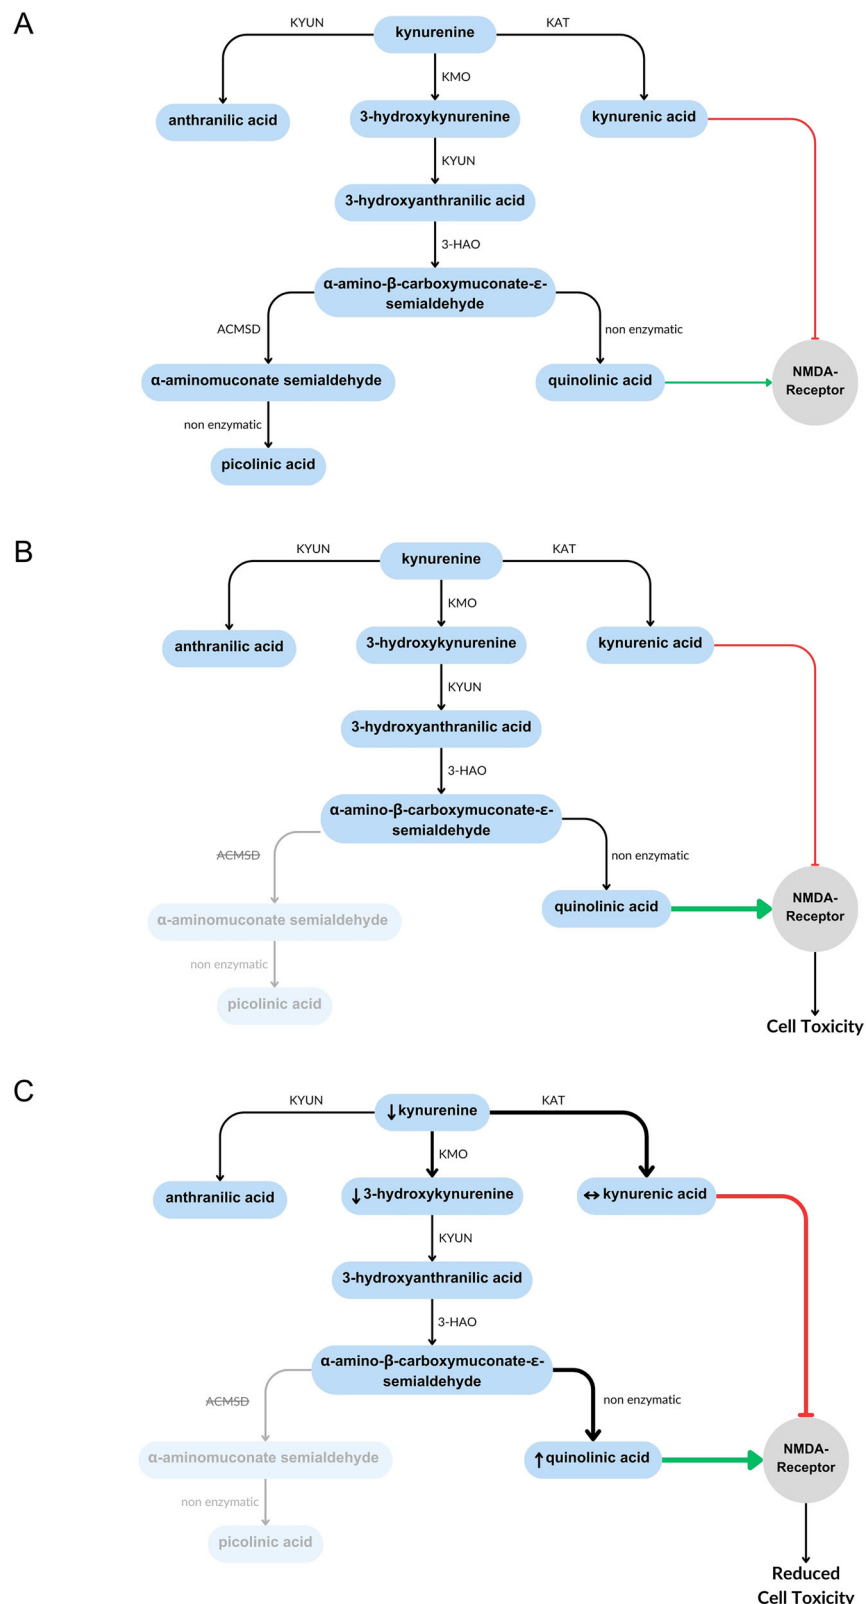 A
KYUN
kynurenine
KAT
KMO
anthranilic acid
3-hydroxykynurenine
kynurenic acid
KYUN
3-hydroxyanthranilic acid
3-HAO
α-amino-β-carboxymuconate-ε-
semialdehyde
ACMSD
non enzymatic
α-aminomuconate semialdehyde
quinolinic acid
NMDA-
Receptor
non enzymatic
picolinic acid
B
KYUN
kynurenine
KAT
KMO
anthranilic acid
3-hydroxykynurenine
kynurenic acid
KYUN
3-hydroxyanthranilic acid
3-HAO
α-amino-β-carboxymuconate-ε-
semialdehyde
ACMSD
non enzymatic
α-aminomuconate semialdehyde
quinolinic acid
NMDA-
Receptor
non enzymatic
picolinic acid
Cell Toxicity
C
KYUN
↓kynurenine
KAT
KMO
anthranilic acid
↓3-hydroxykynurenine
↔kynurenic acid
KYUN
3-hydroxyanthranilic acid
3-HAO
α-amino-β-carboxymuconate-ε-
semialdehyde
ACMSD
non enzymatic
α-aminomuconate semialdehyde
↑quinolinic acid
NMDA-
Receptor
non enzymatic
picolinic acid
Reduced
Cell Toxicity